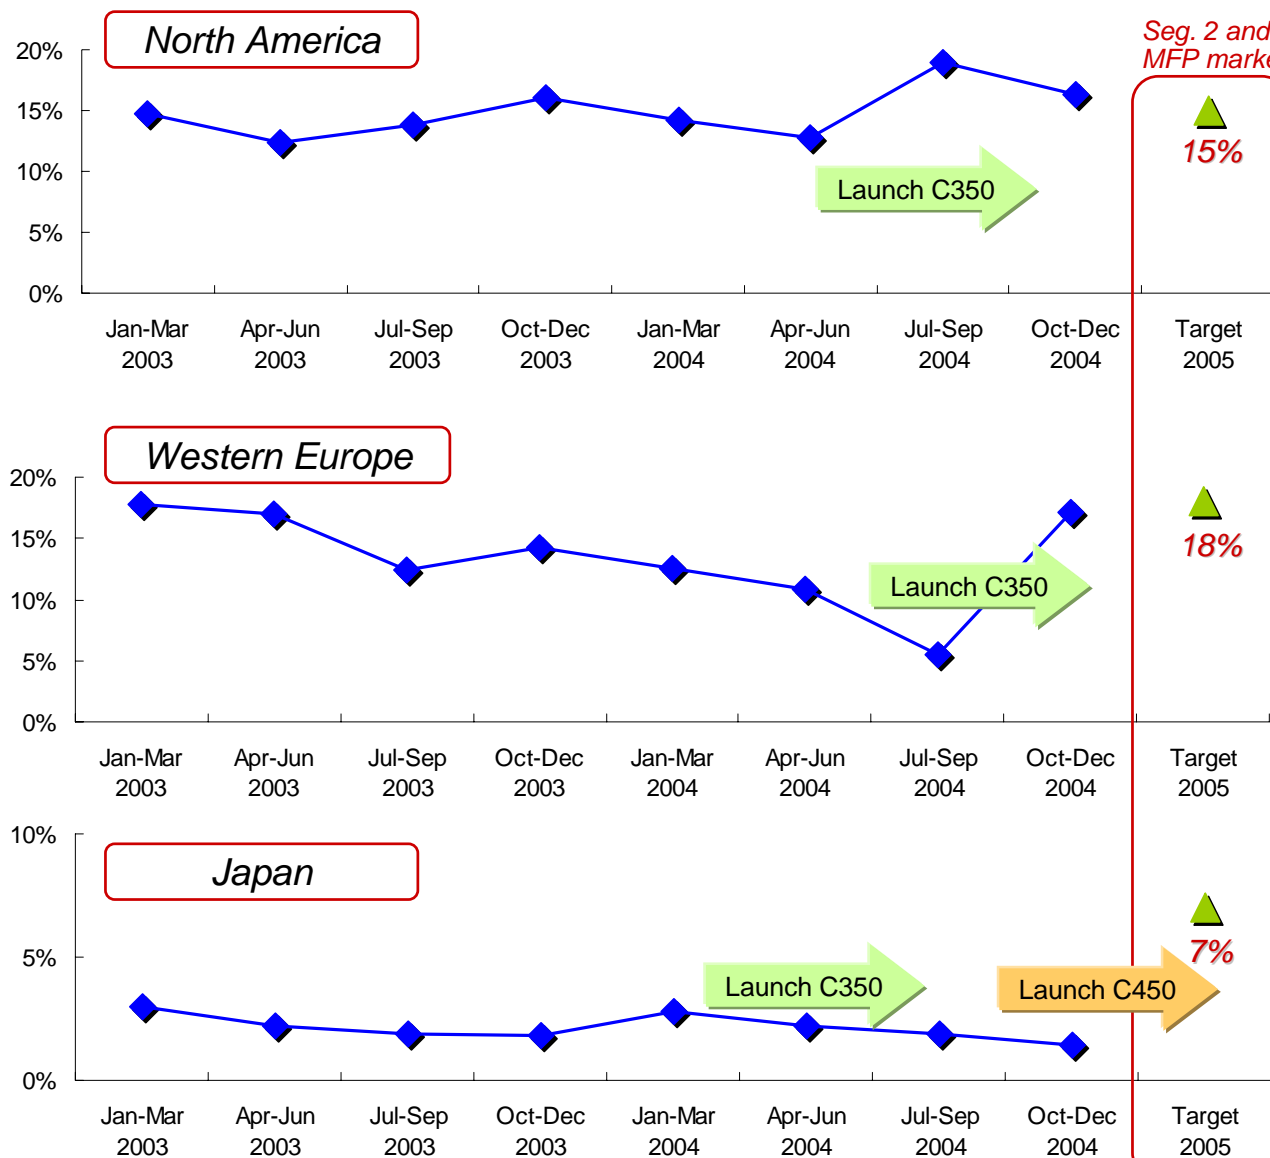 North America
Seg. 2 and
MFP marke
20%
15%
10%
5%
0%
15%
Launch C350
Jan-Mar 2003
Apr-Jun 2003
Jul-Sep 2003
Oct-Dec 2003
Jan-Mar 2004
Apr-Jun 2004
Jul-Sep 2004
Oct-Dec 2004
Target 2005
Western Europe
20%
15%
10%
5%
0%
18%
Launch C350
Jan-Mar 2003
Apr-Jun 2003
Jul-Sep 2003
Oct-Dec 2003
Jan-Mar 2004
Apr-Jun 2004
Jul-Sep 2004
Oct-Dec 2004
Target 2005
Japan
10%
5%
0%
7%
Launch C350
Launch C450
Jan-Mar 2003
Apr-Jun 2003
Jul-Sep 2003
Oct-Dec 2003
Jan-Mar 2004
Apr-Jun 2004
Jul-Sep 2004
Oct-Dec 2004
Target 2005